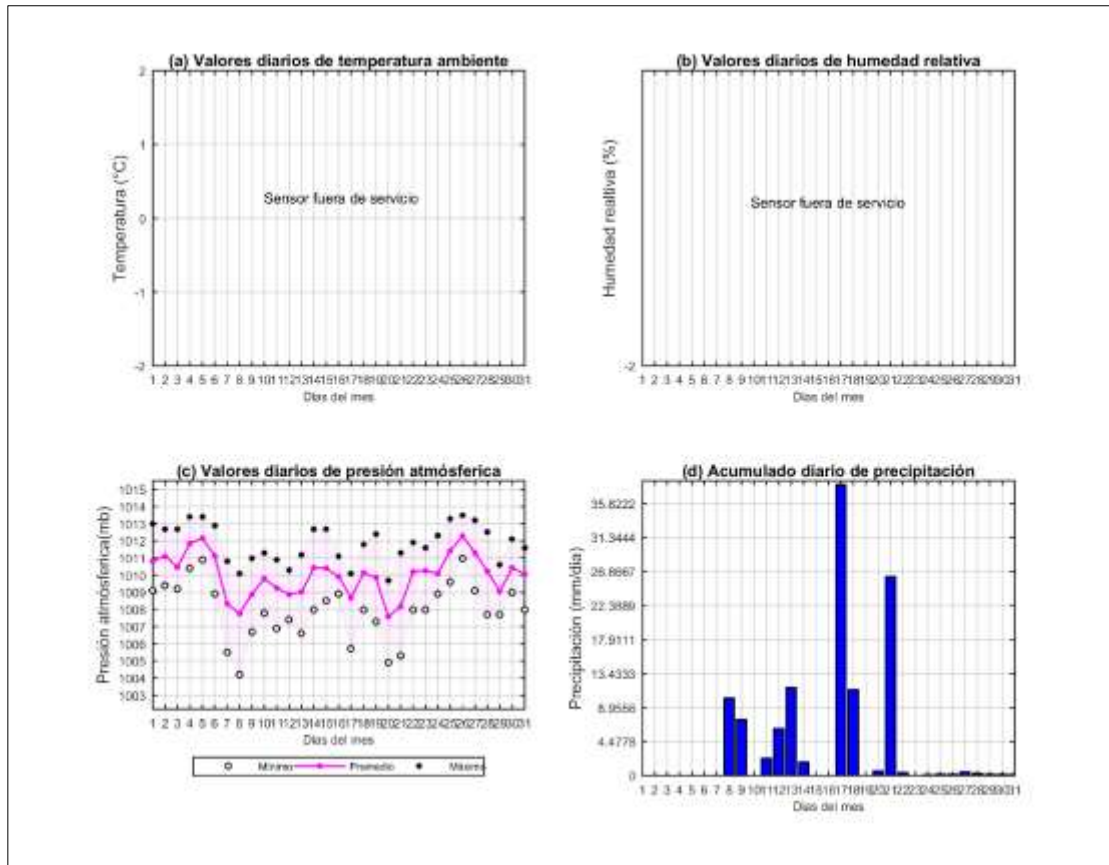 (a) Valores diarios de temperatura ambiente
2
1
0
-1
-2
Temperatura (°C)
Sensor fuera de servicio
1 2 3 4 5 6 7 8 9 10 11 12 13 14 15 16 17 18 19 20 21 22 23 24 25 26 27 28 29 30 31
Dias del mes
(b) Valores diarios de humedad relativa
-2
Humedad realtiva (%)
Sensor fuera de servicio
1 2 3 4 5 6 7 8 9 10 11 12 13 14 15 16 17 18 19 20 21 22 23 24 25 26 27 28 29 30 31
Dias del mes
(c) Valores diarios de presión atmósferica
1015
1014
1013
1012
1011
1010
1009
1008
1007
1006
1005
1004
1003
Presión atmósferica(mb)
1 2 3 4 5 6 7 8 9 10 11 12 13 14 15 16 17 18 19 20 21 22 23 24 25 26 27 28 29 30 31
Dias del mes
Mínimo Promedio Máximo
(d) Acumulado diario de precipitación
35.8222
31.3444
26.8667
22.3889
17.9111
13.4333
8.9556
4.4778
0
Precipitación (mm/día)
1 2 3 4 5 6 7 8 9 10 11 12 13 14 15 16 17 18 19 20 21 22 23 24 25 26 27 28 29 30 31
Dias del mes